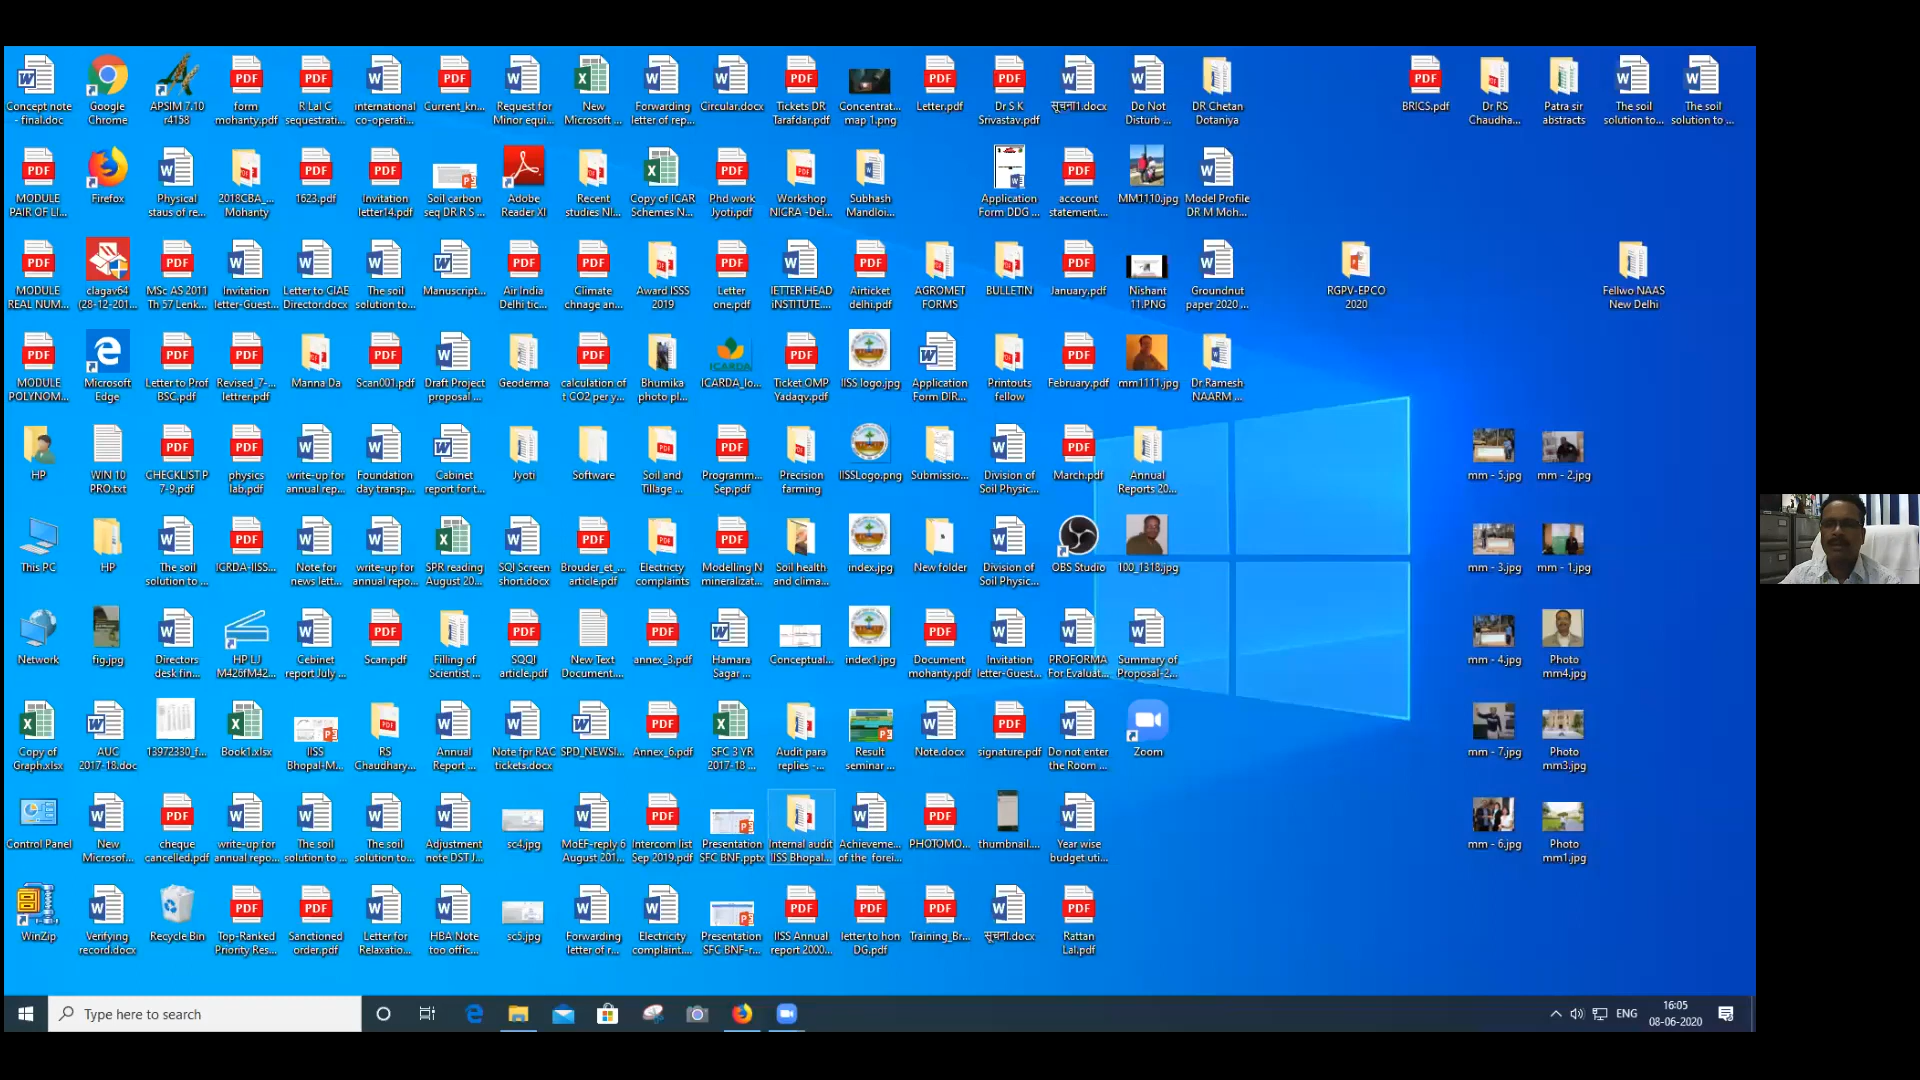 Concept note
- final.doc
Google
Chrome
APSIM 7.10
r4158
form
mohanty.pdf
R Lal C
sequestrati...
international
co-operati...
Current_kn...
Request for
Minor equi...
New
Microsoft ...
Forwarding
letter of rep...
Circular.docx
Tickets DR
Tarafdar.pdf
Concentrat...
map 1.png
Letter.pdf
Dr S K
Srivastav.pdf
सूचना1.docx
Do Not
Disturb ...
DR Chetan
Dotaniya
BRICS.pdf
Dr RS
Chaudha...
Patra sir
abstracts
The soil
solution to...
The soil
solution to ...
MODULE
PAIR OF LI...
Firefox
Physical
staus of re...
2018CBA_...
Mohanty
1623.pdf
Invitation
letter14.pdf
Soil carbon
seq DR.R S ...
Adobe
Reader XI
Recent
studies NI...
Copy of ICAR
Schemes N...
Phd work
Jyoti.pdf
Workshop
NICRA -Del...
Subhash
Mandloi...
Application
Form DDG ...
account
statement....
MM1110.jpg
Model Profile
DR M Moh...
MODULE
REAL NUM...
clagav64
(28-12-201...
MSc AS 2011
Th 57 Lenk...
Invitation
letter-Guest...
Letter to CIAE
Director.docx
The soil
solution to...
Manuscript...
Air India
Delhi tic...
Climate
chnage an...
Award ISSS
2019
Letter
one.pdf
lETTER HEAD
iNSTITUTE....
Airticket
delhi.pdf
AGROMET
FORMS
BULLETIN
January.pdf
Nishant
11.PNG
Groundnut
paper 2020 ...
RGPV-EPCO
2020
Fellwo NAAS
New Delhi
MODULE
POLYNOM...
Microsoft
Edge
Letter to Prof
BSC.pdf
Revised_7-...
lettrer.pdf
Manna Da
Scan001.pdf
Draft Project
proposal ...
Geoderma
calculation of
t CO2 per y...
Bhumika
photo pl...
ICARDA_lo...
Ticket OMP
Yadaqv.pdf
IISS logo.jpg
Application
Form DIR...
Printouts
fellow
February.pdf
mm1111.jpg
Dr Ramesh
NAARM ...
HP
WIN 10
PRO.txt
CHECKLIST P
7-9.pdf
physics
lab.pdf
write-up for
annual rep...
Foundation
day transp...
Cabinet
report for t...
Jyoti
Software
Soil and
Tillage ...
Programm...
Sep.pdf
Precision
farming
IISSLogo.png
Submissio...
Division of
Soil Physic...
March.pdf
Annual
Reports 20...
mm - 5.jpg
mm - 2.jpg
This PC
HP
The soil
solution to ...
ICRDA-IISS...
Note for
news lett...
write-up for
annual repo...
SPR reading
August 20...
SQI Screen
short.docx
Brouder_et_...
article.pdf
Electricty
complaints
Modelling N
mineralizat...
Soil health
and clima...
index.jpg
New folder
Division of
Soil Physic...
OBS Studio
100_1318.jpg
mm - 3.jpg
mm - 1.jpg
Network
fig.jpg
Directors
desk fin...
HP LJ
M426fM42...
Cebinet
report July ...
Scan.pdf
Filling of
Scientist ...
SQQI
article.pdf
New Text
Document....
annex_3.pdf
Hamara
Sagar ...
Conceptual...
index1.jpg
Document
mohanty.pdf
Invitation
letter-Guest...
PROFORMA
For Evaluat...
Summary of
Proposal-2...
mm - 4.jpg
Photo
mm4.jpg
Copy of
Graph.xlsx
AUC
2017-18.doc
13972330_f...
Book1.xlsx
IISS
Bhopal-M...
RS
Chaudhary...
Annual
Report ...
Note fpr RAC
tickets.docx
SPD_NEWSl...
Annex_6.pdf
SFC 3 YR
2017-18 ...
Audit para
replies -...
Result
seminar ...
Note.docx
signature.pdf
Do not enter
the Room ...
Zoom
mm - 7.jpg
Photo
mm3.jpg
Control Panel
New
Microsof...
cheque
cancelled.pdf
write-up for
annual repo...
The soil
solution to ...
The soil
solution to...
Adjustment
note DST J...
sc4.jpg
MoEF-reply 6
August 201...
Intercom list
Sep 2019.pdf
Presentation
SFC BNF.pptx
Internal audit
IISS Bhopal...
Achieveme...
of the forei...
PHOTOMO...
thumbnail....
Year wise
budget uti...
mm - 6.jpg
Photo
mm1.jpg
WinZip
Verifying
record.docx
Recycle Bin
Top-Ranked
Priority Res...
Sanctioned
order.pdf
Letter for
Relaxatio...
HBA Note
too offic...
sc5.jpg
Forwarding
letter of r...
Electricity
complaint....
Presentation
SFC BNF-r...
IISS Annual
report 2000...
letter to hon
DG.pdf
Training_Br...
सूचना.docx
Rattan
Lal.pdf
Type here to search
ENG
16:05
08-06-2020